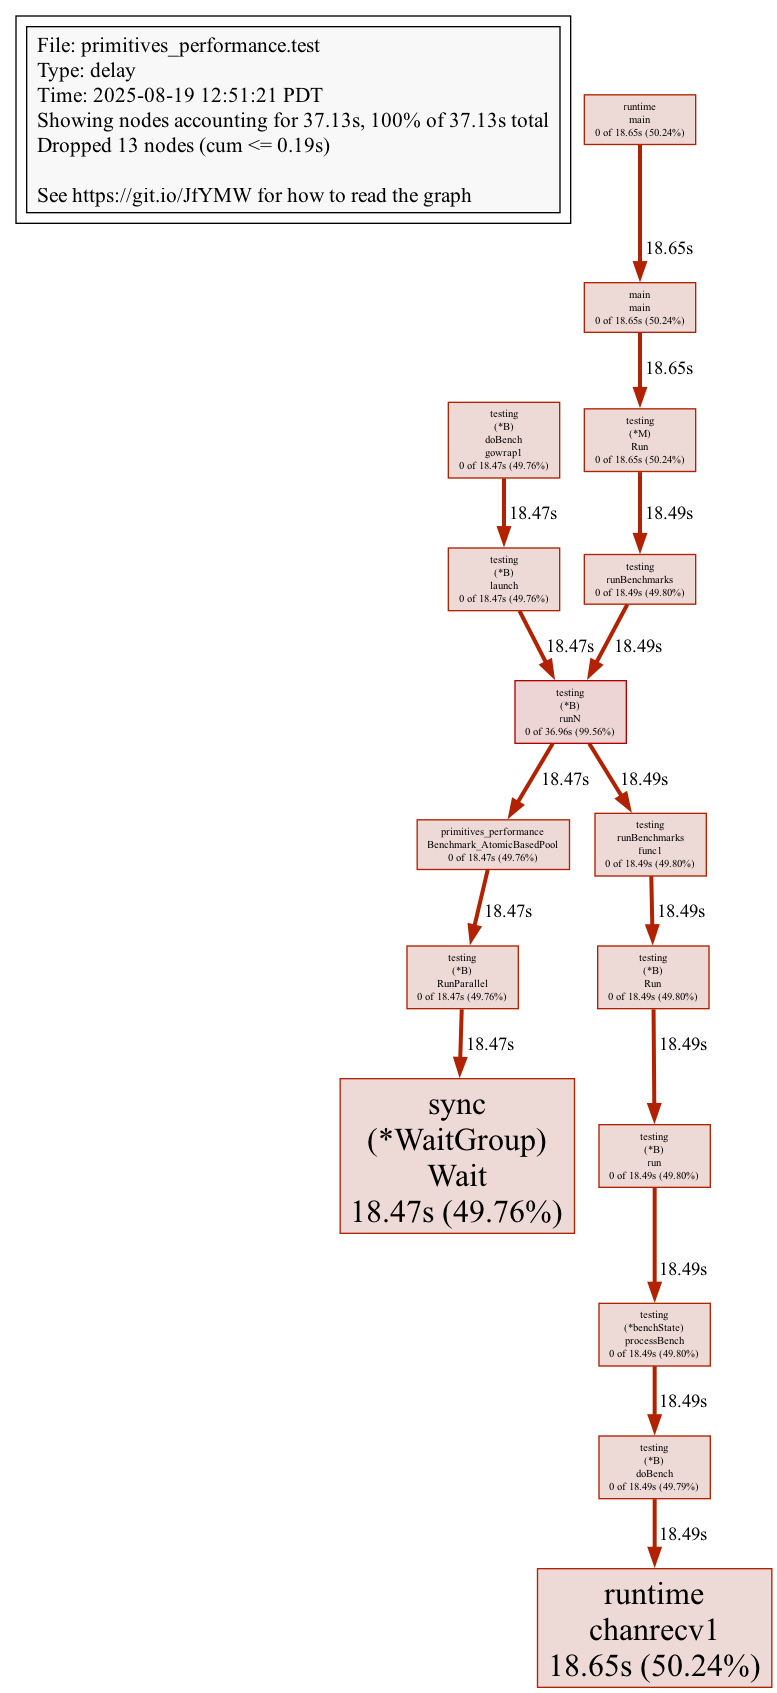 File: primitives_performance.test
Type: delay
Time: 2025-08-19 12:51:21 PDT
Showing nodes accounting for 37.13s, 100% of 37.13s total
Dropped 13 nodes (cum <= 0.19s)
See https://git.io/JfYMW for how to read the graph
runtime
main
0 of 18.65s (50.24%)
18.65s
main
main
0 of 18.65s (50.24%)
18.65s
testing
(*B)
doBench
gowrap1
0 of 18.47s (49.76%)
testing
(*M)
Run
0 of 18.65s (50.24%)
18.47s
18.49s
testing
(*B)
launch
0 of 18.47s (49.76%)
testing
runBenchmarks
0 of 18.49s (49.80%)
18.47s
18.49s
testing
(*B)
runN
0 of 36.96s (99.56%)
18.47s
18.49s
primitives_performance
Benchmark_AtomicBasedPool
0 of 18.47s (49.76%)
testing
runBenchmarks
func1
0 of 18.49s (49.80%)
18.47s
18.49s
testing
(*B)
RunParallel
0 of 18.47s (49.76%)
testing
(*B)
Run
0 of 18.49s (49.80%)
18.47s
18.49s
sync
(*WaitGroup)
Wait
18.47s (49.76%)
testing
(*B)
run
0 of 18.49s (49.80%)
18.49s
testing
(*benchState)
processBench
0 of 18.49s (49.80%)
18.49s
testing
(*B)
doBench
0 of 18.49s (49.79%)
18.49s
runtime
chanrecv1
18.65s (50.24%)